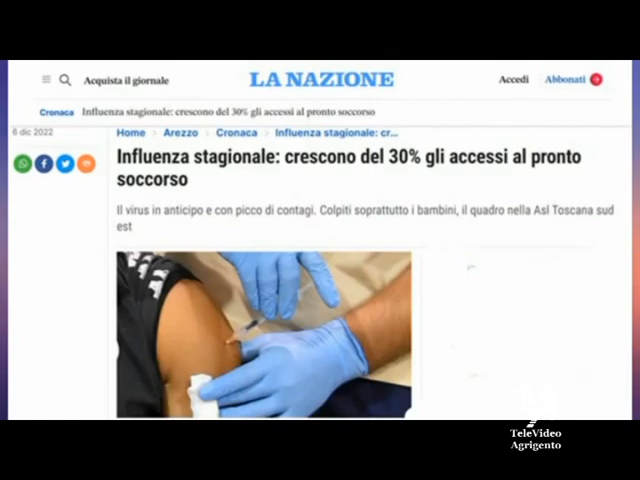 Acquista il giornale
LA NAZIONE
Accedi
Abbonati
Cronaca Influenza stagionale: crescono del 30% gli accessi al pronto soccorso
6 dic 2022
Home Arezzo Cronaca Influenza stagionale: cr...
Influenza stagionale: crescono del 30% gli accessi al pronto
soccorso
Il virus in anticipo e con picco di contagi. Colpiti soprattutto i bambini, il quadro nella Asl Toscana sud
est
TeleVideo
Agrigento